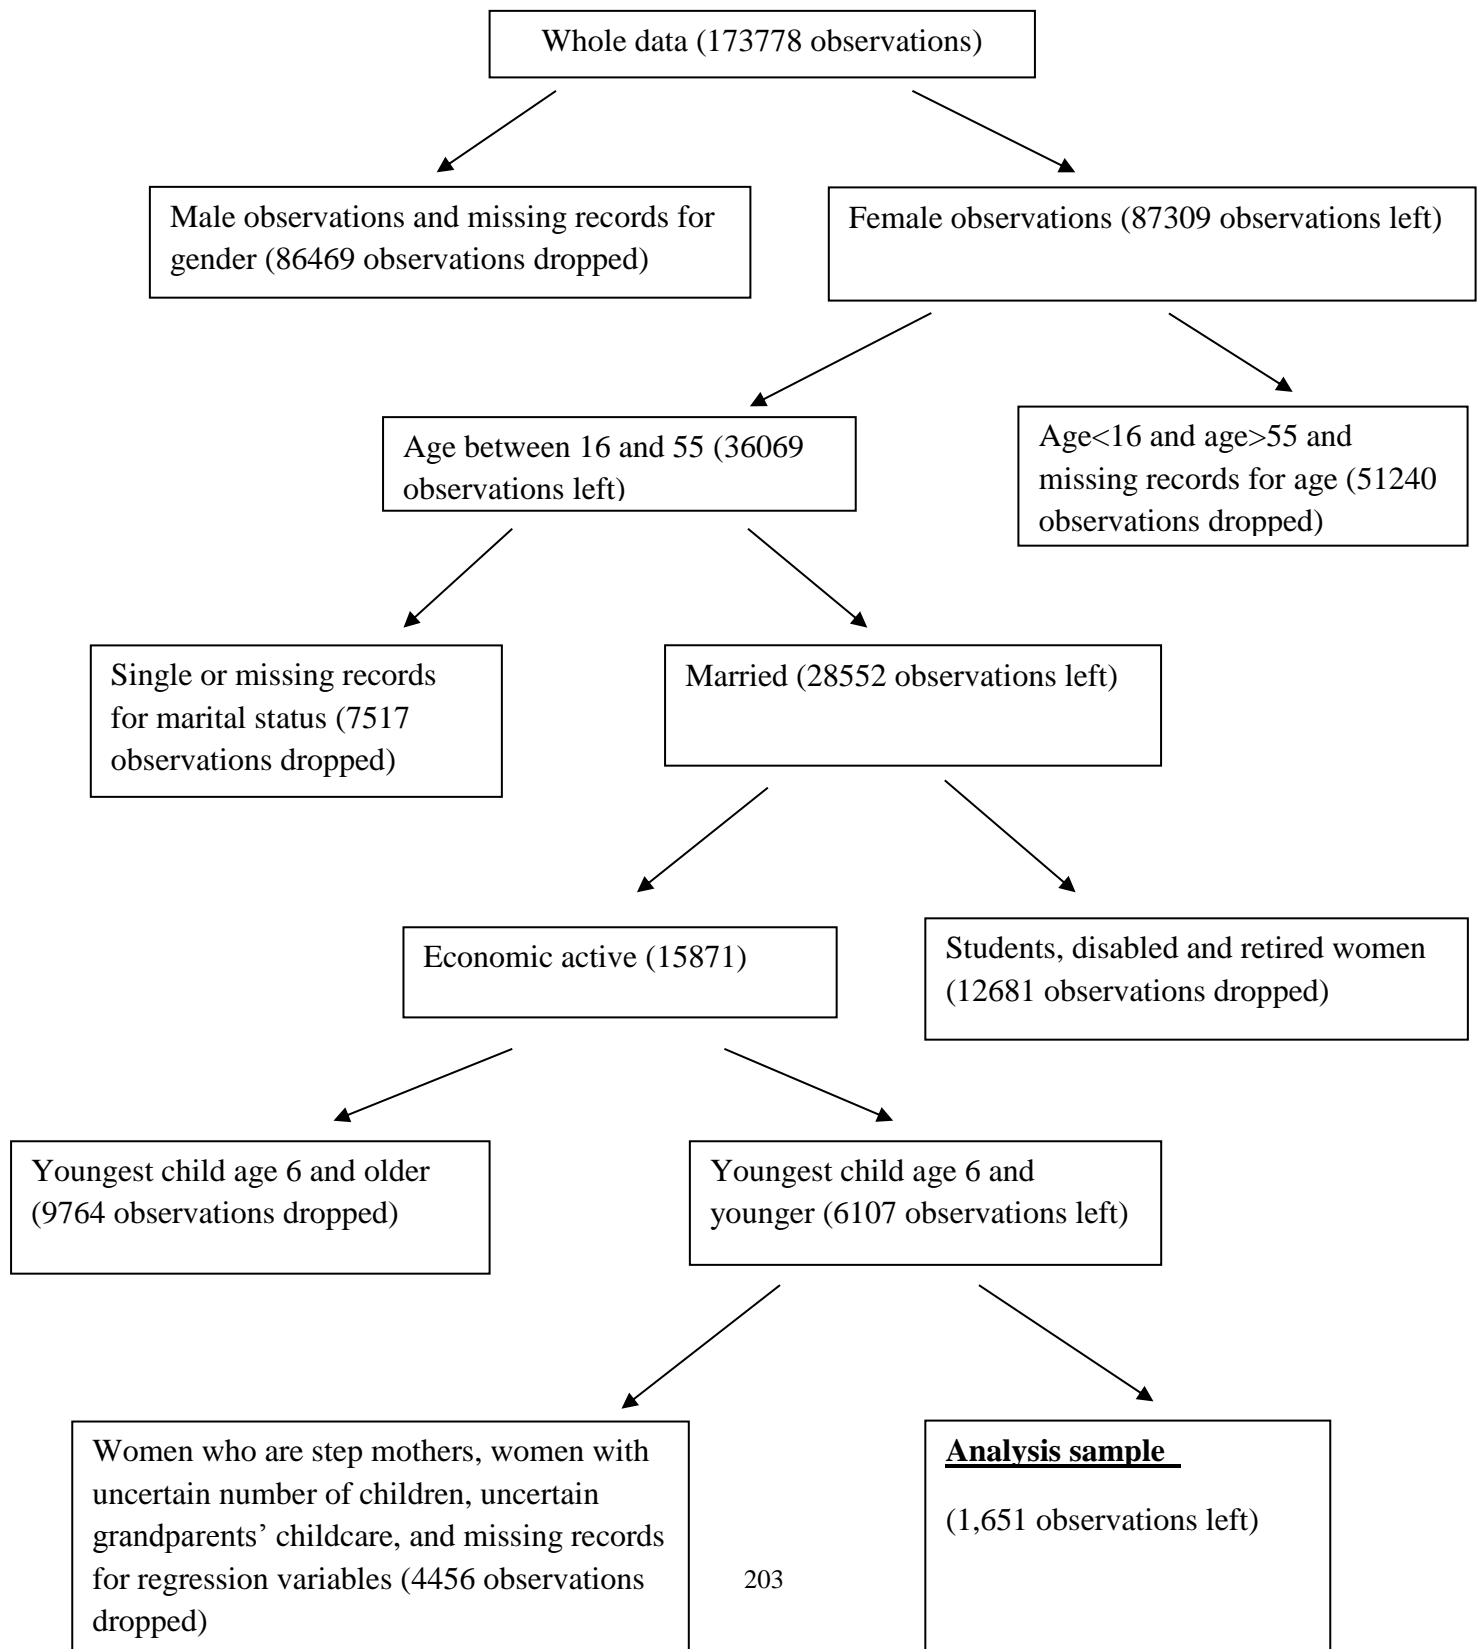 Whole data (173778 observations)
Male observations and missing records for
gender (86469 observations dropped)
Female observations (87309 observations left)
Age between 16 and 55 (36069
observations left)
Age<16 and age>55 and
missing records for age (51240
observations dropped)
Single or missing records
for marital status (7517
observations dropped)
Married (28552 observations left)
Economic active (15871)
Students, disabled and retired women
(12681 observations dropped)
Youngest child age 6 and older
(9764 observations dropped)
Youngest child age 6 and
younger (6107 observations left)
Women who are step mothers, women with
uncertain number of children, uncertain
grandparents’ childcare, and missing records
for regression variables (4456 observations
dropped)
Analysis sample
(1,651 observations left)
203